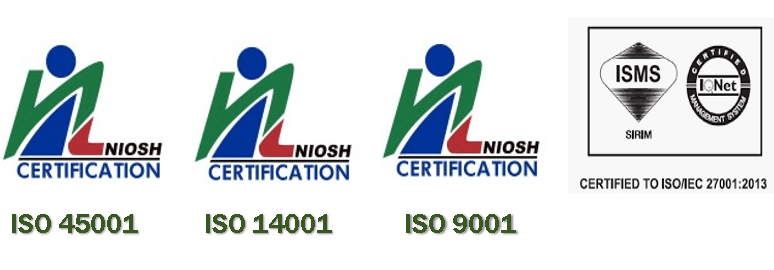 NIOSH
CERTIFICATION
ISO 45001
NIOSH
CERTIFICATION
ISO 14001
NIOSH
CERTIFICATION
ISO 9001
ISMS
SIRIM
CERTIFIED
IQNet
MANAGEMENT SYSTEM
CERTIFIED TO ISO/IEC 27001:2013